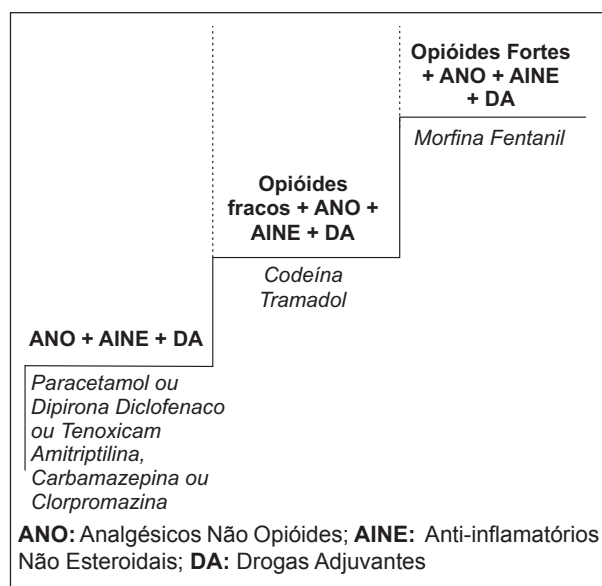 Opióides Fortes
+ ANO + AINE
+ DA
Morfina Fentanil
Opióides
fracos + ANO +
AINE + DA
Codeína
Tramadol
ANO + AINE + DA
Paracetamol ou
Dipirona Diclofenaco
ou Tenoxicam
Amitriptilina,
Carbamazepina ou
Clorpromazina
ANO: Analgésicos Não Opióides; AINE: Anti-inflamatórios
Não Esteroidais; DA: Drogas Adjuvantes